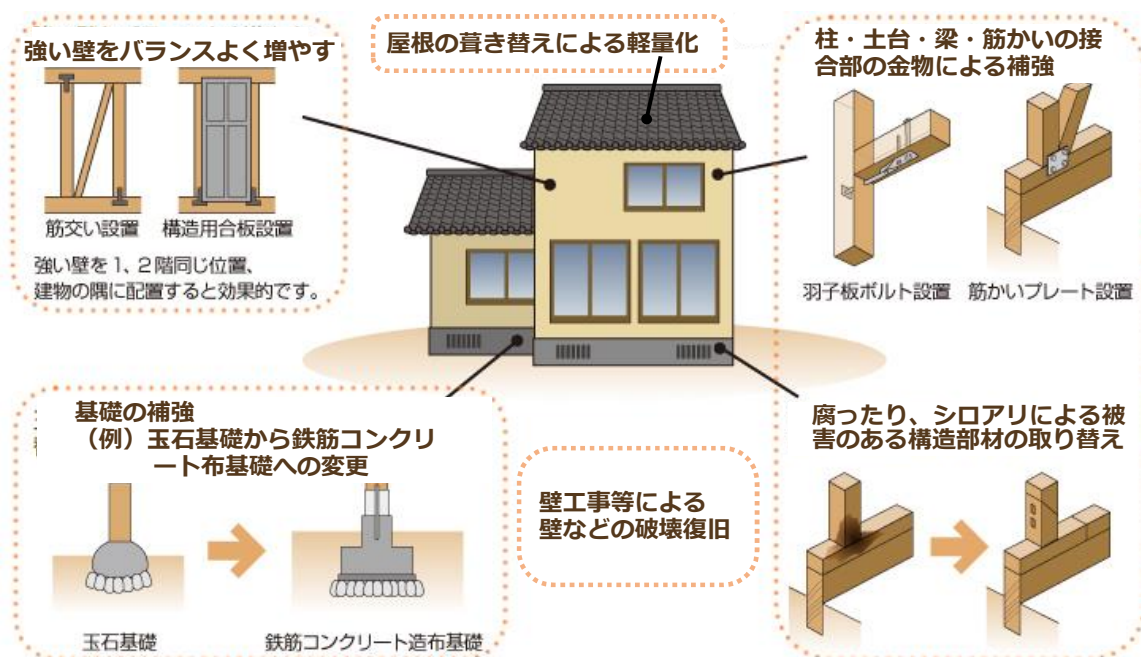 強い壁をバランスよく増やす
筋交い設置
構造用合板設置
強い壁を1、2階同じ位置、
建物の隅に配置すると効果的です。
屋根の葺き替えによる軽量化
柱・土台・梁・筋かいの接
合部の金物による補強
羽子板ボルト設置
筋かいプレート設置
基礎の補強
（例）玉石基礎から鉄筋コンクリ
ート布基礎への変更
玉石基礎
鉄筋コンクリート造布基礎
壁工事等による
壁などの破壊復旧
腐ったり、シロアリによる被
害のある構造部材の取り替え